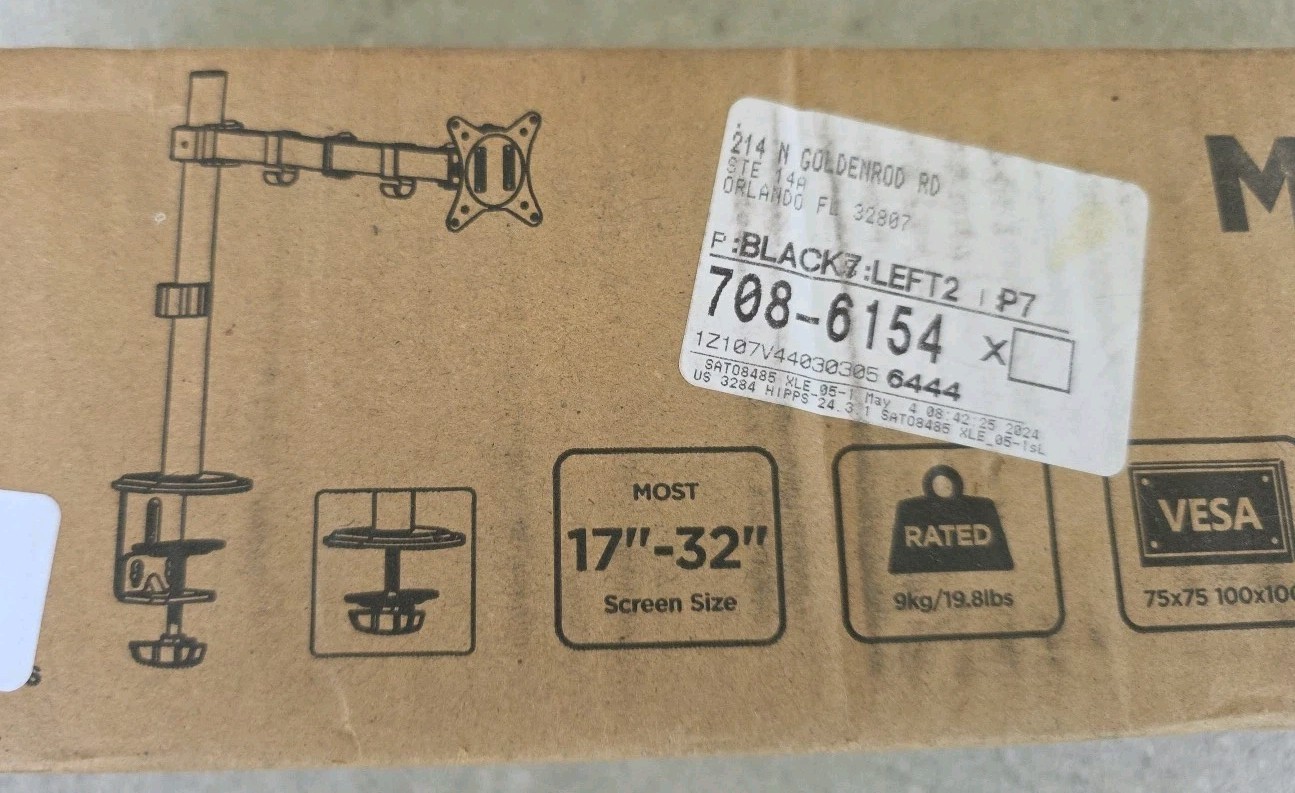 214 N GOLDENROD RD
STE 14A
ORLANDO FL 32807
P:BLACK7:LEFT2 | P7
708-6154 X
1Z107V44030305 6444
SAT08485 XLE_05-1 May 4 08:42:25 2024
US 3284 HIPPS 24.3.1 SAT08485 XLE_05-1sL
M
MOST
17"-32"
Screen Size
RATED
9kg/19.8lbs
VESA
75x75 100x100
s